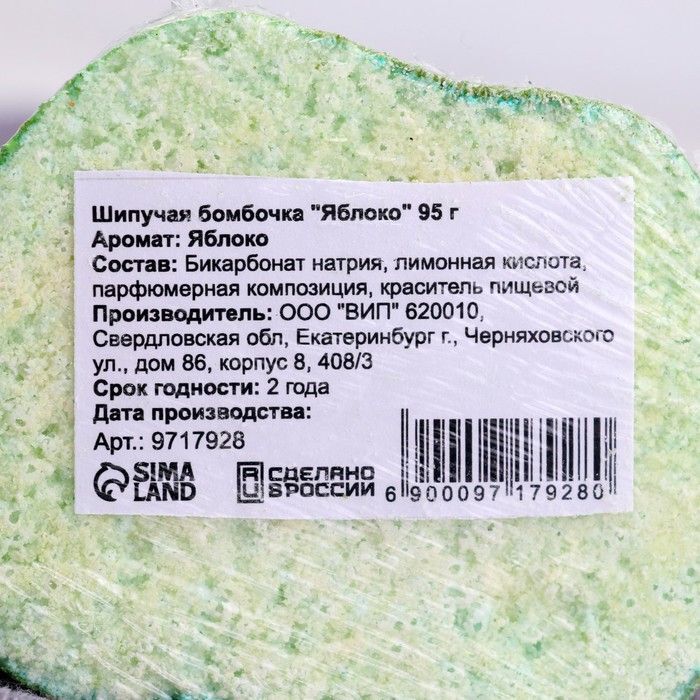 Шипучая бомбочка "Яблоко" 95 г
Аромат: Яблоко
Состав: Бикарбонат натрия, лимонная кислота,
парфюмерная композиция, краситель пищевой
Производитель: ООО "ВИП" 620010,
Свердловская обл, Екатеринбург г., Черняховского
ул., дом 86, корпус 8, 408/3
Срок годности: 2 года
Дата производства:
Арт.: 9717928
SIMA
LAND
СДЕЛАНО
В РОССИИ
6 900097 179280